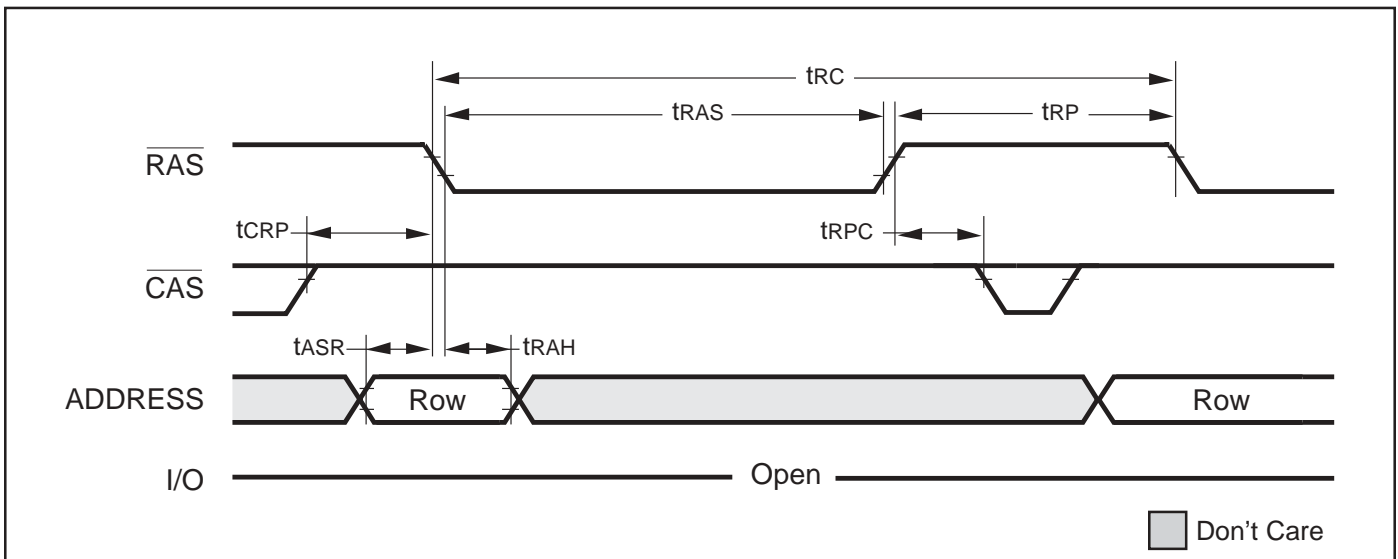 tRC
tRAS
tRP
RAS
tCRP
tRPC
CAS
tASR
tRAH
ADDRESS
Row
Row
I/O
Open
Don't Care